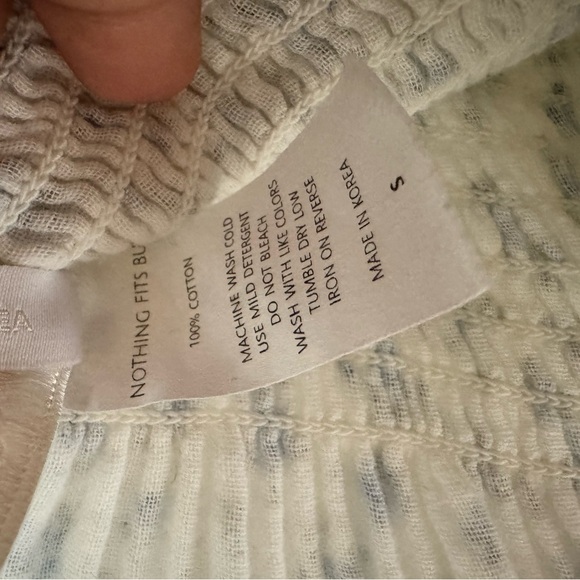 NOTHING FITS
100% COTTON
MACHINE WASH COLD
USE MILD DETERGENT
DO NOT BLEACH
WASH WITH LIKE COLORS
TUMBLE DRY LOW
IRON ON REVERSE
MADE IN KOREA
S